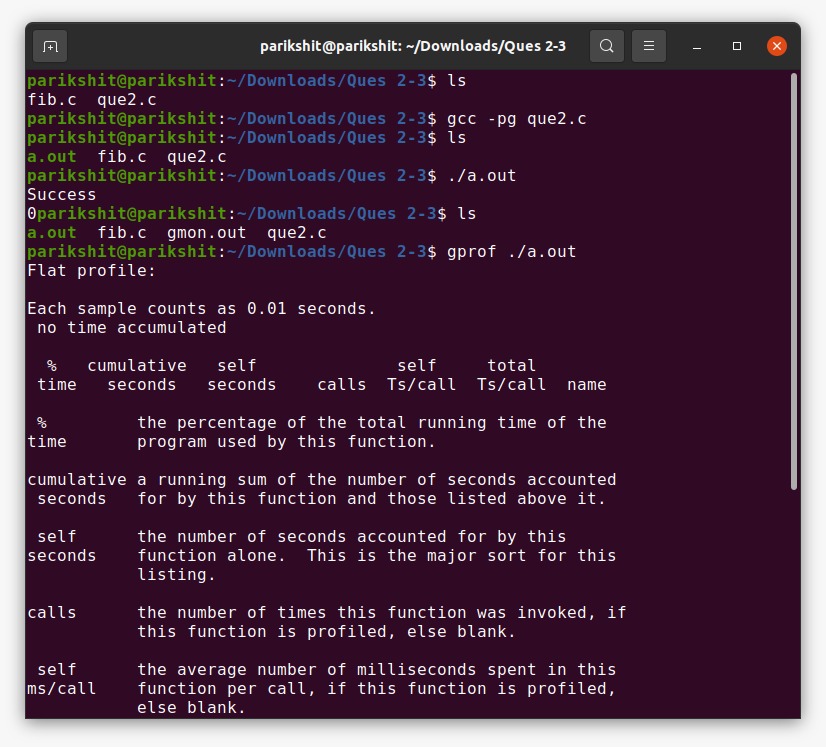 parikshit@parikshit: ~/Downloads/Ques 2-3
parikshit@parikshit:~/Downloads/Ques 2-3$ ls
fib.c  que2.c
parikshit@parikshit:~/Downloads/Ques 2-3$ gcc -pg que2.c
parikshit@parikshit:~/Downloads/Ques 2-3$ ls
a.out  fib.c  que2.c
parikshit@parikshit:~/Downloads/Ques 2-3$ ./a.out
Success
0parikshit@parikshit:~/Downloads/Ques 2-3$ ls
a.out  fib.c  gmon.out  que2.c
parikshit@parikshit:~/Downloads/Ques 2-3$ gprof ./a.out
Flat profile:

Each sample counts as 0.01 seconds.
 no time accumulated

  %   cumulative   self              self     total
 time   seconds   seconds    calls  Ts/call  Ts/call  name

 %         the percentage of the total running time of the
time       program used by this function.

cumulative a running sum of the number of seconds accounted
 seconds   for by this function and those listed above it.

 self      the number of seconds accounted for by this
seconds    function alone.  This is the major sort for this
           listing.

calls      the number of times this function was invoked, if
           this function is profiled, else blank.

 self      the average number of milliseconds spent in this
ms/call    function per call, if this function is profiled,
           else blank.